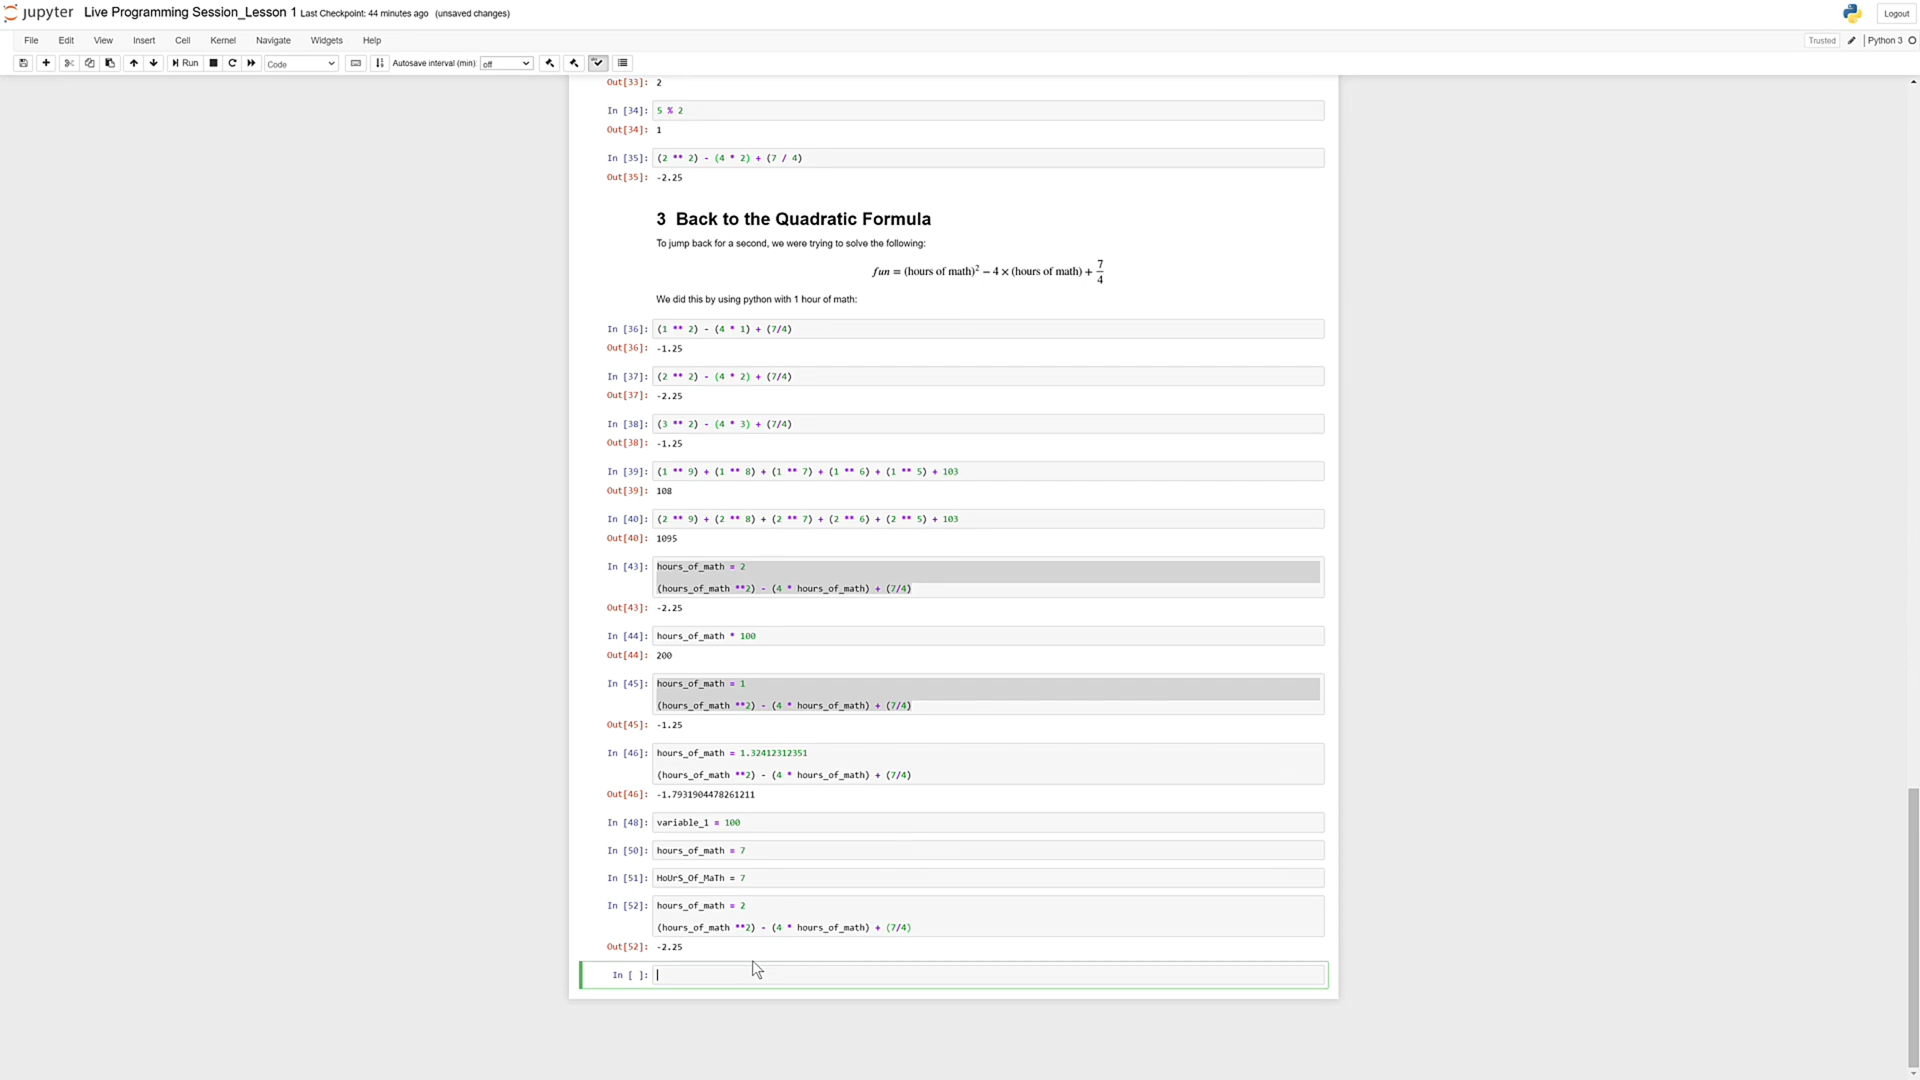 jupyter Live Programming Session_Lesson 1 Last Checkpoint: 44 minutes ago (unsaved changes) Logout
File Edit View Insert Cell Kernel Navigate Widgets Help Trusted Python 3
Run Code Autosave interval (min): off
Out[33]: 2
In [34]: 5 % 2
Out[34]: 1
In [35]: (2 ** 2) - (4 * 2) + (7 / 4)
Out[35]: -2.25
3 Back to the Quadratic Formula
To jump back for a second, we were trying to solve the following:
fun = (hours of math)² − 4 × (hours of math) + 7/4
We did this by using python with 1 hour of math:
In [36]: (1 ** 2) - (4 * 1) + (7/4)
Out[36]: -1.25
In [37]: (2 ** 2) - (4 * 2) + (7/4)
Out[37]: -2.25
In [38]: (3 ** 2) - (4 * 3) + (7/4)
Out[38]: -1.25
In [39]: (1 ** 9) + (1 ** 8) + (1 ** 7) + (1 ** 6) + (1 ** 5) + 103
Out[39]: 108
In [40]: (2 ** 9) + (2 ** 8) + (2 ** 7) + (2 ** 6) + (2 ** 5) + 103
Out[40]: 1095
In [43]: hours_of_math = 2
(hours_of_math **2) - (4 * hours_of_math) + (7/4)
Out[43]: -2.25
In [44]: hours_of_math * 100
Out[44]: 200
In [45]: hours_of_math = 1
(hours_of_math **2) - (4 * hours_of_math) + (7/4)
Out[45]: -1.25
In [46]: hours_of_math = 1.32412312351
(hours_of_math **2) - (4 * hours_of_math) + (7/4)
Out[46]: -1.7931904478261211
In [48]: variable_1 = 100
In [50]: hours_of_math = 7
In [51]: HoUrS_Of_MaTh = 7
In [52]: hours_of_math = 2
(hours_of_math **2) - (4 * hours_of_math) + (7/4)
Out[52]: -2.25
In [ ]: